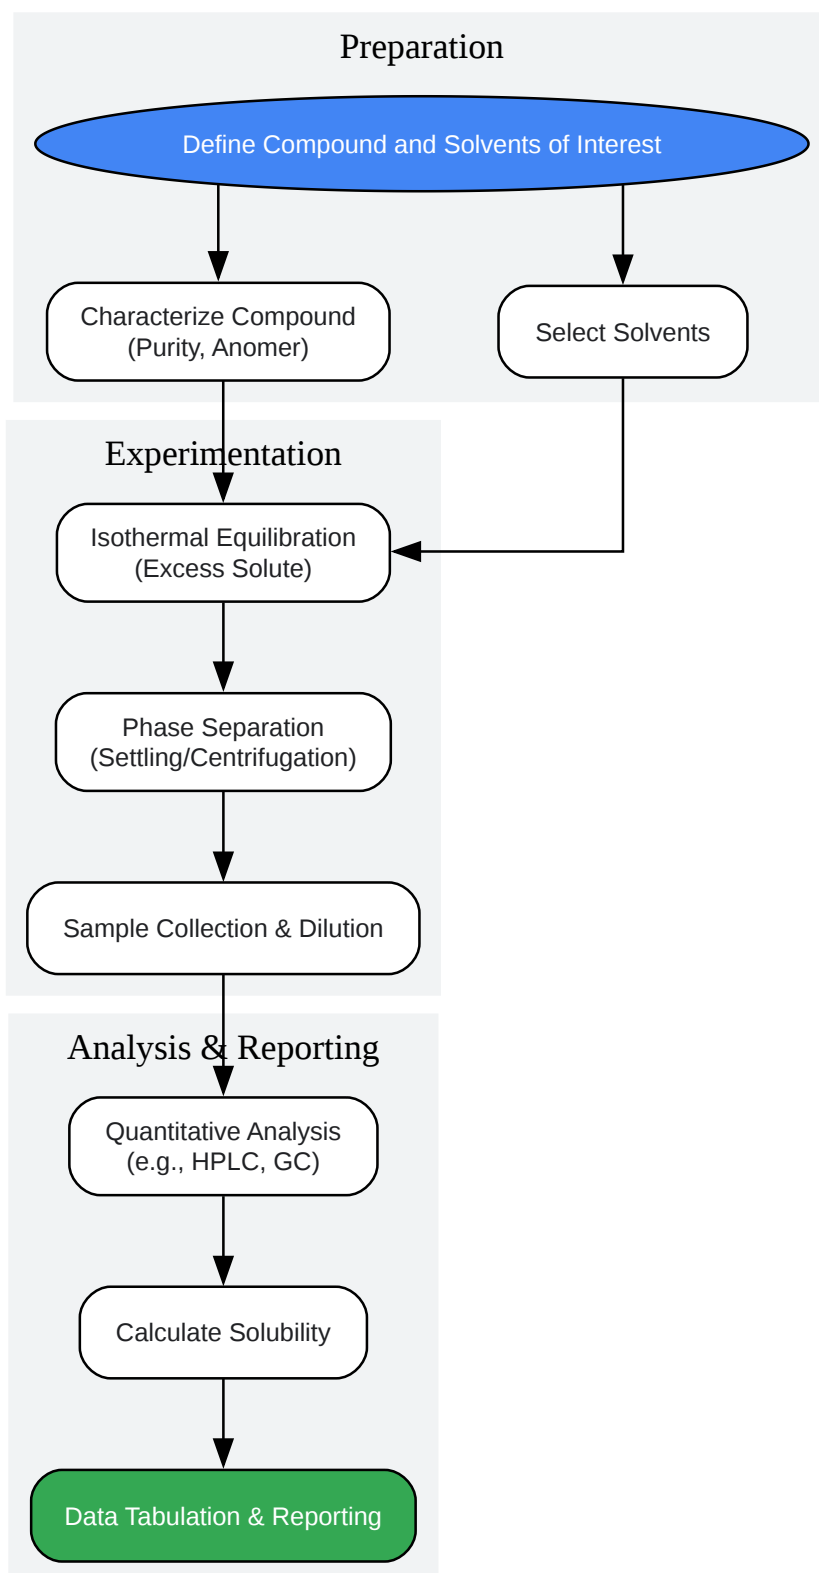 Preparation
Define Compound and Solvents of Interest
Characterize Compound
(Purity, Anomer)
Select Solvents
Experimentation
Isothermal Equilibration
(Excess Solute)
Phase Separation
(Settling/Centrifugation)
Sample Collection & Dilution
Analysis & Reporting
Quantitative Analysis
(e.g., HPLC, GC)
Calculate Solubility
Data Tabulation & Reporting